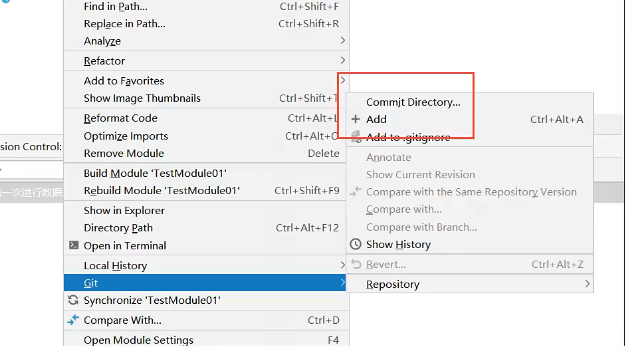 Find in Path... Ctrl+Shift+F
Replace in Path... Ctrl+Shift+R
Analyze
Refactor
Add to Favorites
Show Image Thumbnails Ctrl+Shift+T
Reformat Code Ctrl+Alt+L
Optimize Imports Ctrl+Alt+O
Remove Module Delete
Build Module 'TestModule01'
Rebuild Module 'TestModule01' Ctrl+Shift+F9
Show in Explorer
Directory Path Ctrl+Alt+F12
Open in Terminal
Local History
Git
Synchronize 'TestModule01'
Compare With... Ctrl+D
Open Module Settings F4
Commit Directory...
Add Ctrl+Alt+A
Add to .gitignore
Annotate
Show Current Revision
Compare with the Same Repository Version
Compare with...
Compare with Branch...
Show History
Revert... Ctrl+Alt+Z
Repository
sion Control:
一次进行数据